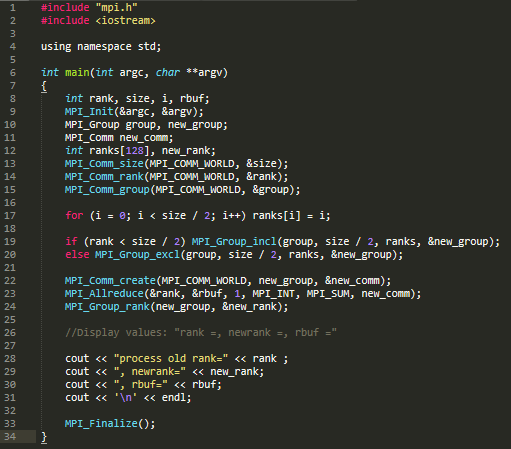 1 #include "mpi.h"
2 #include <iostream>
3
4 using namespace std;
5
6 int main(int argc, char **argv)
7 {
8 int rank, size, i, rbuf;
9 MPI_Init(&argc, &argv);
10 MPI_Group group, new_group;
11 MPI_Comm new_comm;
12 int ranks[128], new_rank;
13 MPI_Comm_size(MPI_COMM_WORLD, &size);
14 MPI_Comm_rank(MPI_COMM_WORLD, &rank);
15 MPI_Comm_group(MPI_COMM_WORLD, &group);
16
17 for (i = 0; i < size / 2; i++) ranks[i] = i;
18
19 if (rank < size / 2) MPI_Group_incl(group, size / 2, ranks, &new_group);
20 else MPI_Group_excl(group, size / 2, ranks, &new_group);
21
22 MPI_Comm_create(MPI_COMM_WORLD, new_group, &new_comm);
23 MPI_Allreduce(&rank, &rbuf, 1, MPI_INT, MPI_SUM, new_comm);
24 MPI_Group_rank(new_group, &new_rank);
25
26 //Display values: "rank =, newrank =, rbuf ="
27
28 cout << "process old rank=" << rank ;
29 cout << ", newrank=" << new_rank;
30 cout << ", rbuf=" << rbuf;
31 cout << '\n' << endl;
32
33 MPI_Finalize();
34 }